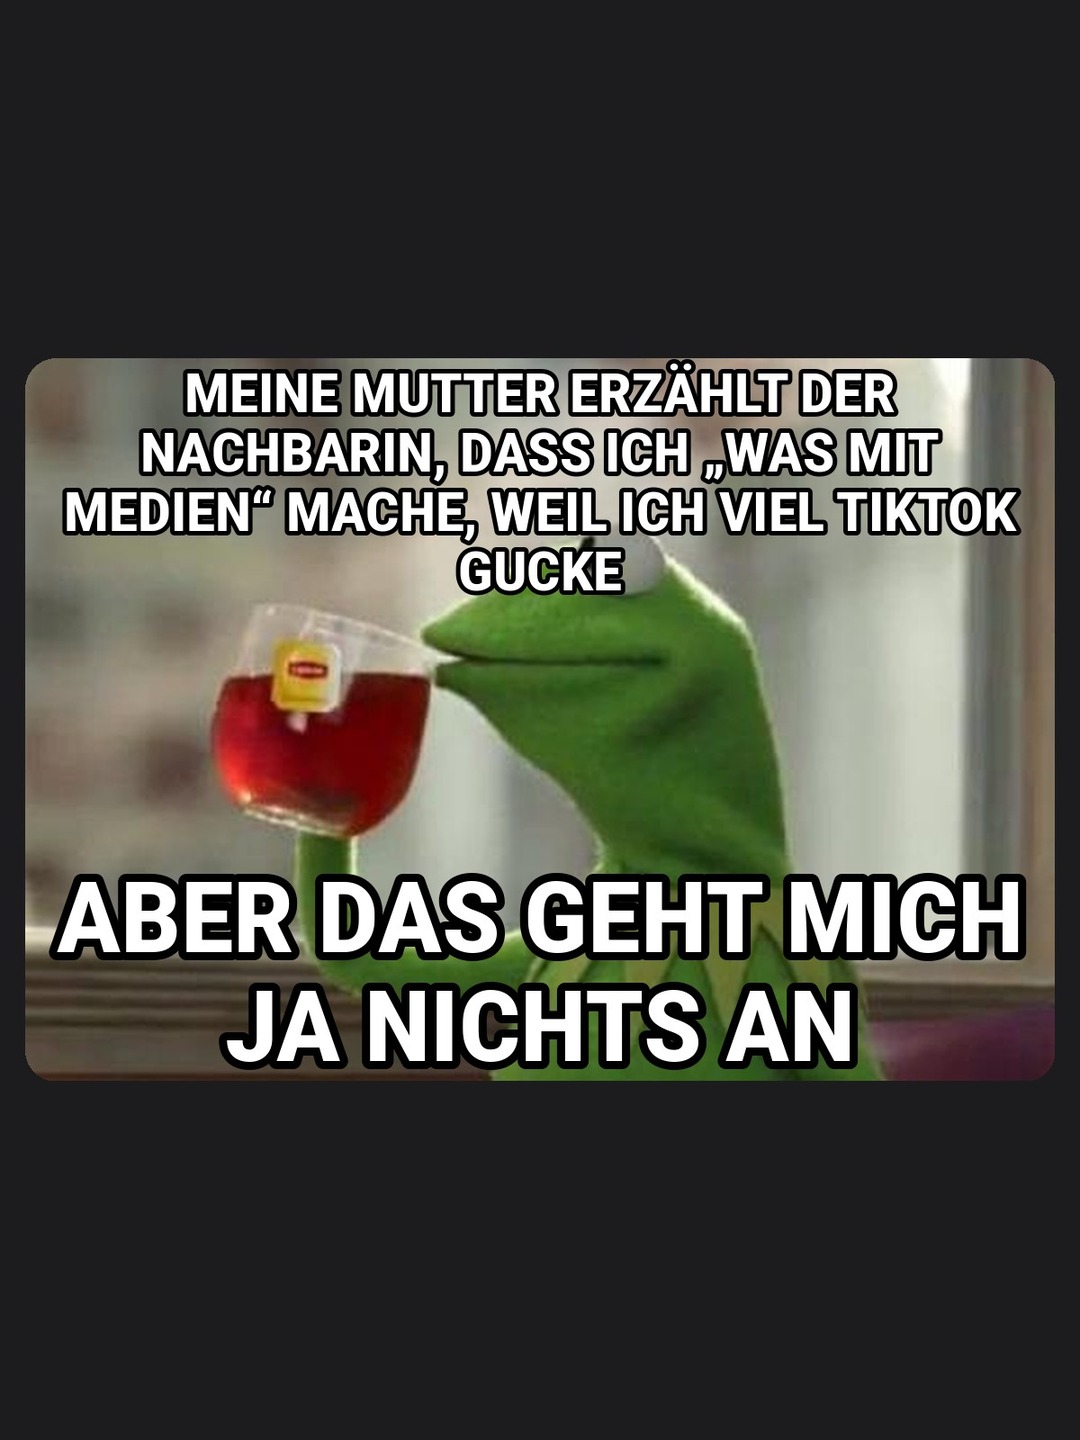 MEINE MUTTER ERZÄHLT DER
NACHBARIN, DASS ICH „WAS MIT
MEDIEN“ MACHE, WEIL ICH VIEL TIKTOK
GUCKE
ABER DAS GEHT MICH
JA NICHTS AN